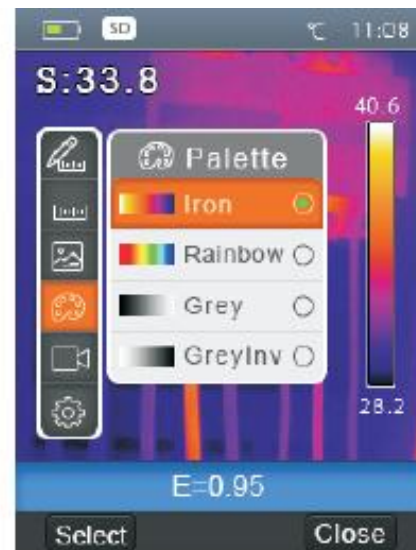 SD °C 11:08
S:33.8
40.6
Palette
Iron
Rainbow
Grey
GreyInv
28.2
E=0.95
Select Close